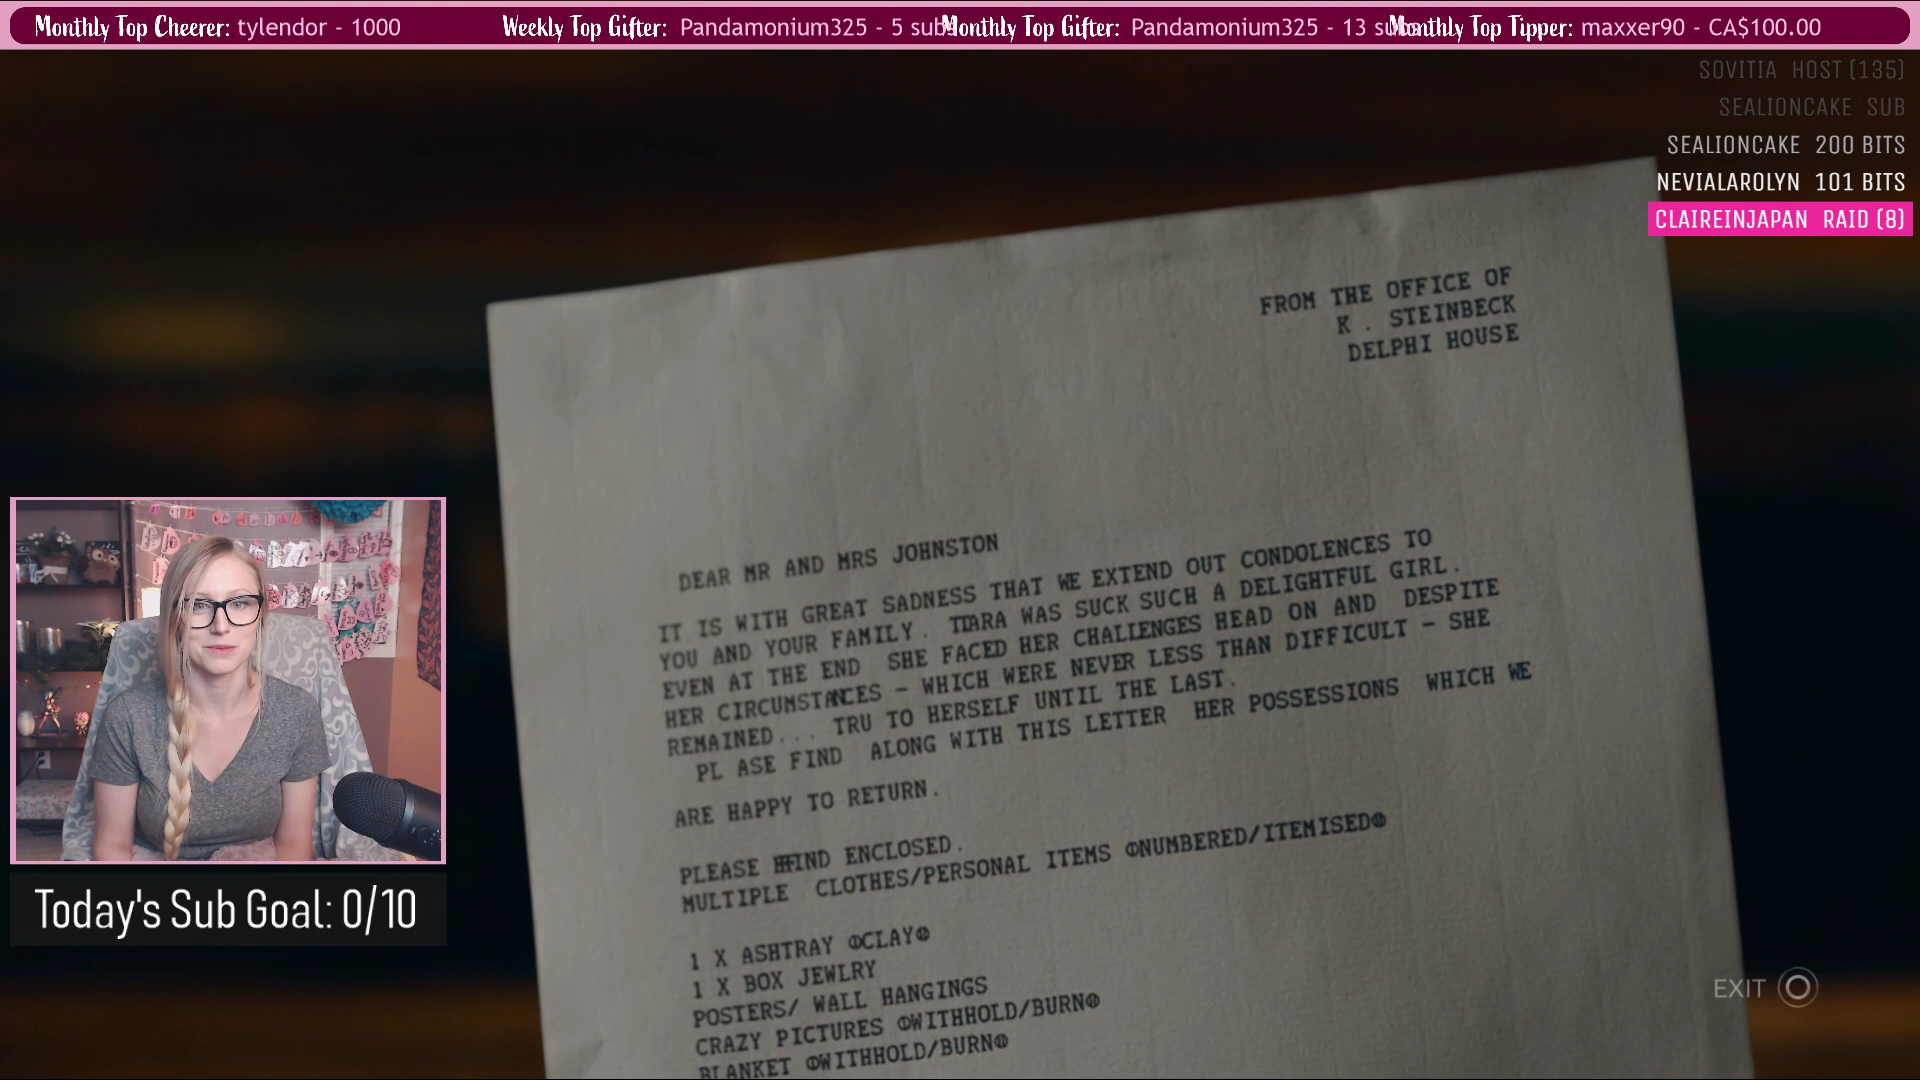 Monthly Top Cheerer: tylendor - 1000
Weekly Top Gifter: Pandamonium325 - 5 subs
Monthly Top Gifter: Pandamonium325 - 13 subs
Monthly Top Tipper: maxxer90 - CA$100.00
SOVITIA HOST (135)
SEALIONCAKE SUB
SEALIONCAKE 200 BITS
NEVIALAROLYN 101 BITS
CLAIREINJAPAN RAID (8)
FROM THE OFFICE OF
K . STEINBECK
DELPHI HOUSE
DEAR MR AND MRS JOHNSTON
IT IS WITH GREAT SADNESS THAT WE EXTEND OUT CONDOLENCES TO
YOU AND YOUR FAMILY . TIARA WAS SUCK SUCH A DELIGHTFUL GIRL.
EVEN AT THE END SHE FACED HER CHALLENGES HEAD ON AND DESPITE
HER CIRCUMSTANCES - WHICH WERE NEVER LESS THAN DIFFICULT - SHE
REMAINED... TRU TO HERSELF UNTIL THE LAST.
PL ASE FIND ALONG WITH THIS LETTER HER POSSESSIONS WHICH WE
ARE HAPPY TO RETURN.
PLEASE FIND ENCLOSED.
MULTIPLE CLOTHES/PERSONAL ITEMS NUMBERED/ITEMISED
1 X ASHTRAY CLAY
1 X BOX JEWLRY
POSTERS/ WALL HANGINGS
CRAZY PICTURES WITHHOLD/BURN
BLANKET WITHHOLD/BURN
EXIT
Today's Sub Goal: 0/10